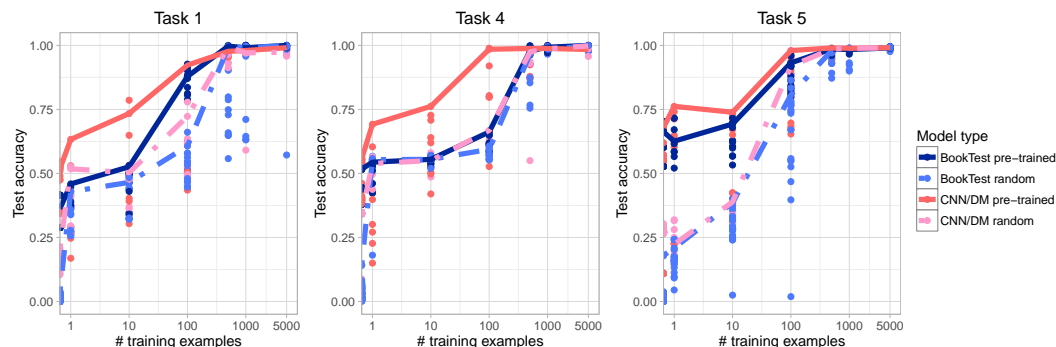 Task 1
Task 4
Task 5
Test accuracy
1.00
0.75
0.50
0.25
0.00
1
10
100
1000
5000
# training examples
Test accuracy
1.00
0.75
0.50
0.25
0.00
1
10
100
1000
5000
# training examples
Test accuracy
1.00
0.75
0.50
0.25
0.00
1
10
100
1000
5000
# training examples
Model type
BookTest pre−trained
BookTest random
CNN/DM pre−trained
CNN/DM random